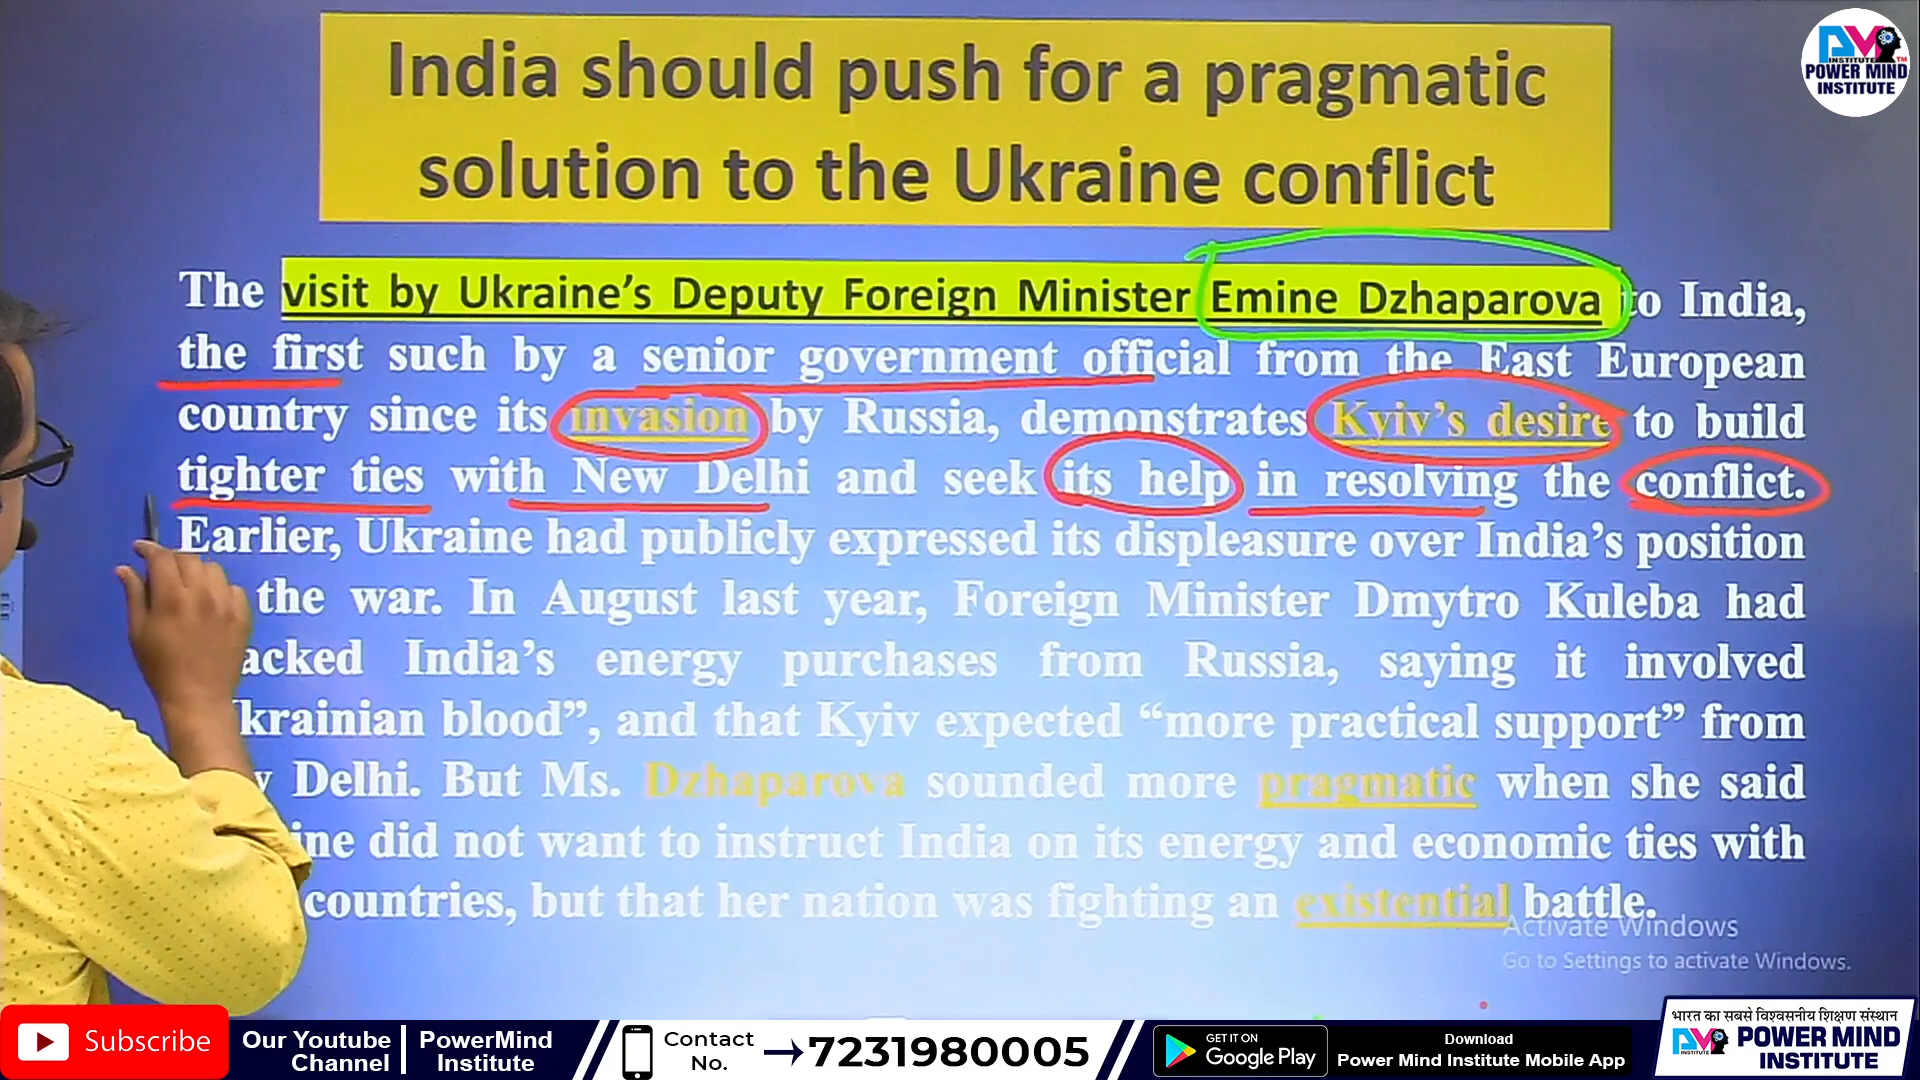 India should push for a pragmatic
solution to the Ukraine conflict
PM
INSTITUTE
TM
POWER MIND
INSTITUTE
The visit by Ukraine's Deputy Foreign Minister Emine Dzhaparova to India,
the first such by a senior government official from the East European
country since its invasion by Russia, demonstrates Kyiv's desire to build
tighter ties with New Delhi and seek its help in resolving the conflict.
Earlier, Ukraine had publicly expressed its displeasure over India's position
the war. In August last year, Foreign Minister Dmytro Kuleba had
acked India's energy purchases from Russia, saying it involved
krainian blood”, and that Kyiv expected “more practical support” from
Delhi. But Ms. Dzhaparova sounded more pragmatic when she said
ine did not want to instruct India on its energy and economic ties with
countries, but that her nation was fighting an existential battle.
Activate Windows
Go to Settings to activate Windows.
Subscribe
Our Youtube Channel
PowerMind Institute
Contact No.
7231980005
GET IT ON
Google Play
Download
Power Mind Institute Mobile App
भारत का सबसे विश्वसनीय शिक्षण संस्थान
PM
INSTITUTE
POWER MIND
INSTITUTE